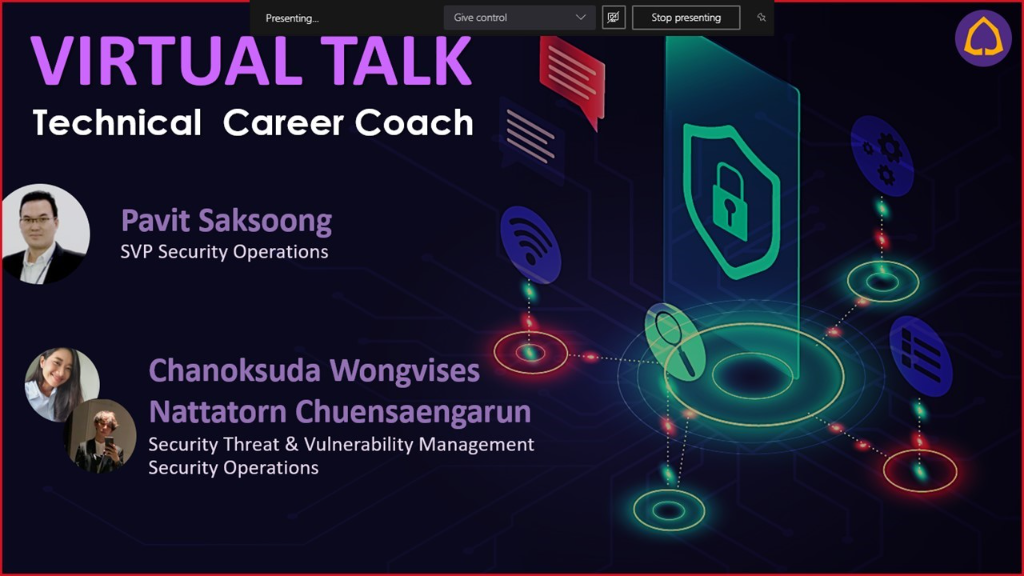 Presenting...
Give control
Stop presenting
VIRTUAL TALK
Technical Career Coach
Pavit Saksoong
SVP Security Operations
Chanoksuda Wongvises
Nattatorn Chuensaengarun
Security Threat & Vulnerability Management
Security Operations